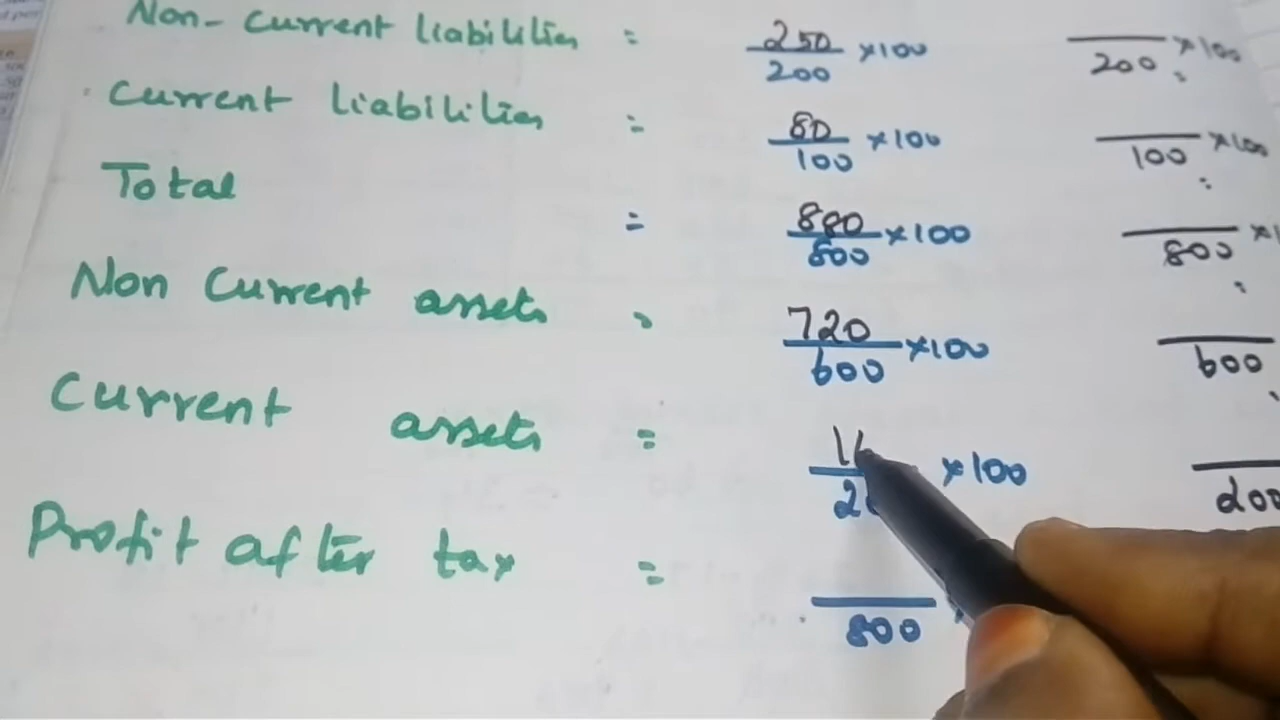 Non-Current liabilities = 250/200 ×100 /200 ×100
Current liabilities = 80/100 ×100 /100 ×100
Total = 880/800 ×100 /800 ×1
Non Current assets = 720/600 ×100 /600
Current assets = ×100 /200
Profit after tax = /800